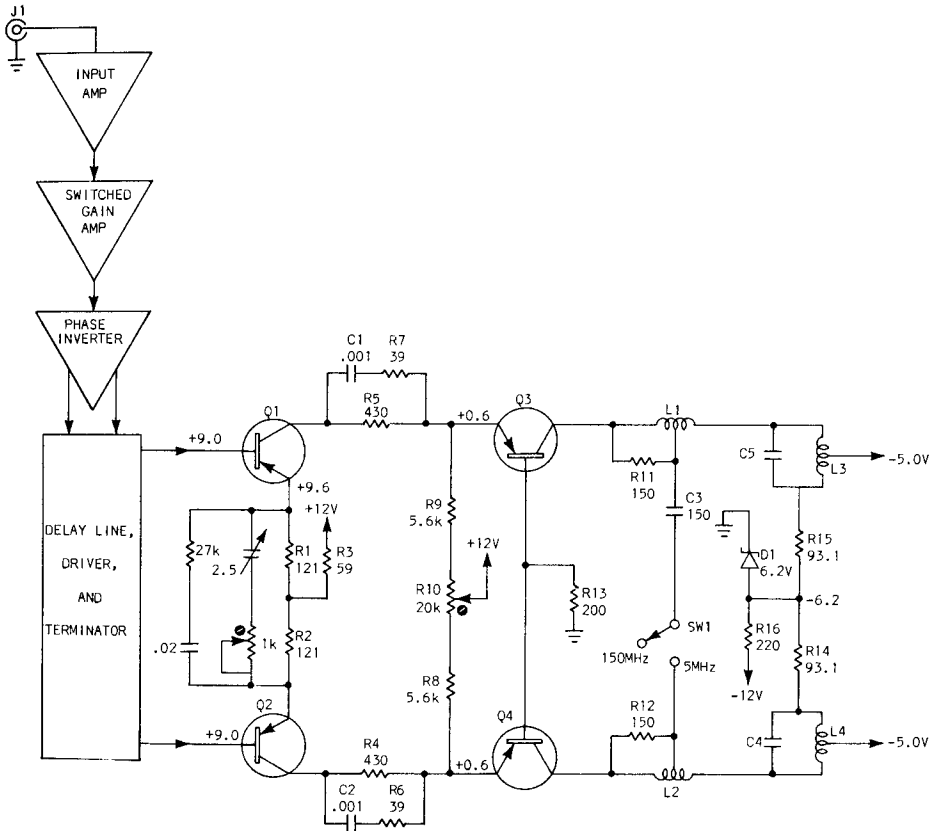 J1
INPUT
AMP
SWITCHED
GAIN
AMP
PHASE
INVERTER
DELAY LINE,
DRIVER,
AND
TERMINATOR
+9.0
+9.0
Q1
+9.6
+12V
27k
2.5
R1
121
R3
59
R2
121
.02
1k
Q2
C1
.001
R7
39
R5
430
R4
430
C2
.001
R6
39
+0.6
R9
5.6k
+12V
R10
20k
R8
5.6k
+0.6
Q3
Q4
R13
200
L1
R11
150
C3
150
SW1
150MHz
5MHz
R12
150
L2
C5
L3
-5.0V
D1
6.2V
R15
93.1
-6.2
R16
220
-12V
R14
93.1
C4
L4
-5.0V